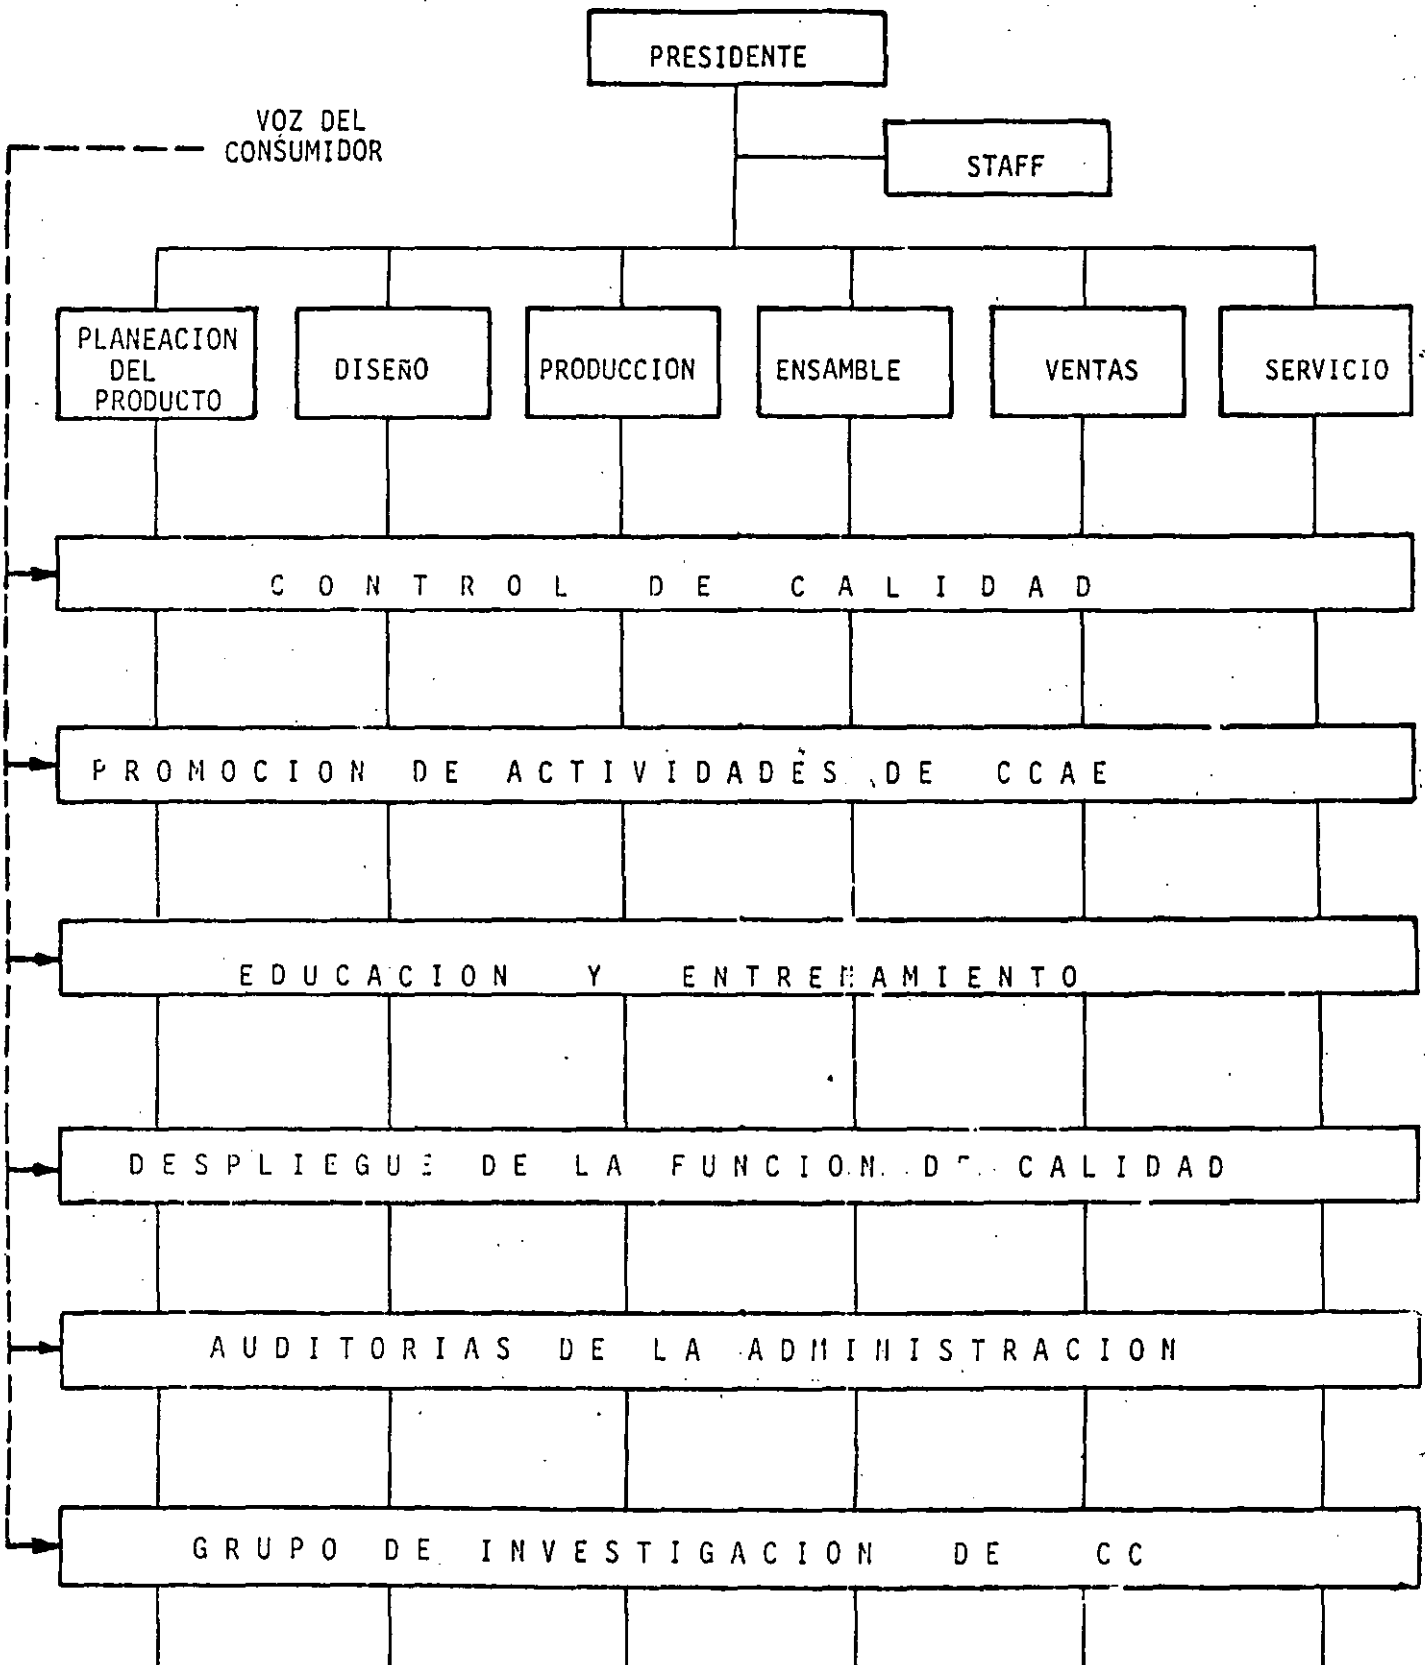 PRESIDENTE
VOZ DEL
CONSUMIDOR
STAFF
PLANEACION
DEL
PRODUCTO
DISEÑO
PRODUCCION
ENSAMBLE
VENTAS
SERVICIO
CONTROL DE CALIDAD
PROMOCION DE ACTIVIDADES DE CCAE
EDUCACION Y ENTRENAMIENTO
DESPLIEGUE DE LA FUNCION DE CALIDAD
AUDITORIAS DE LA ADMINISTRACION
GRUPO DE INVESTIGACION DE CC